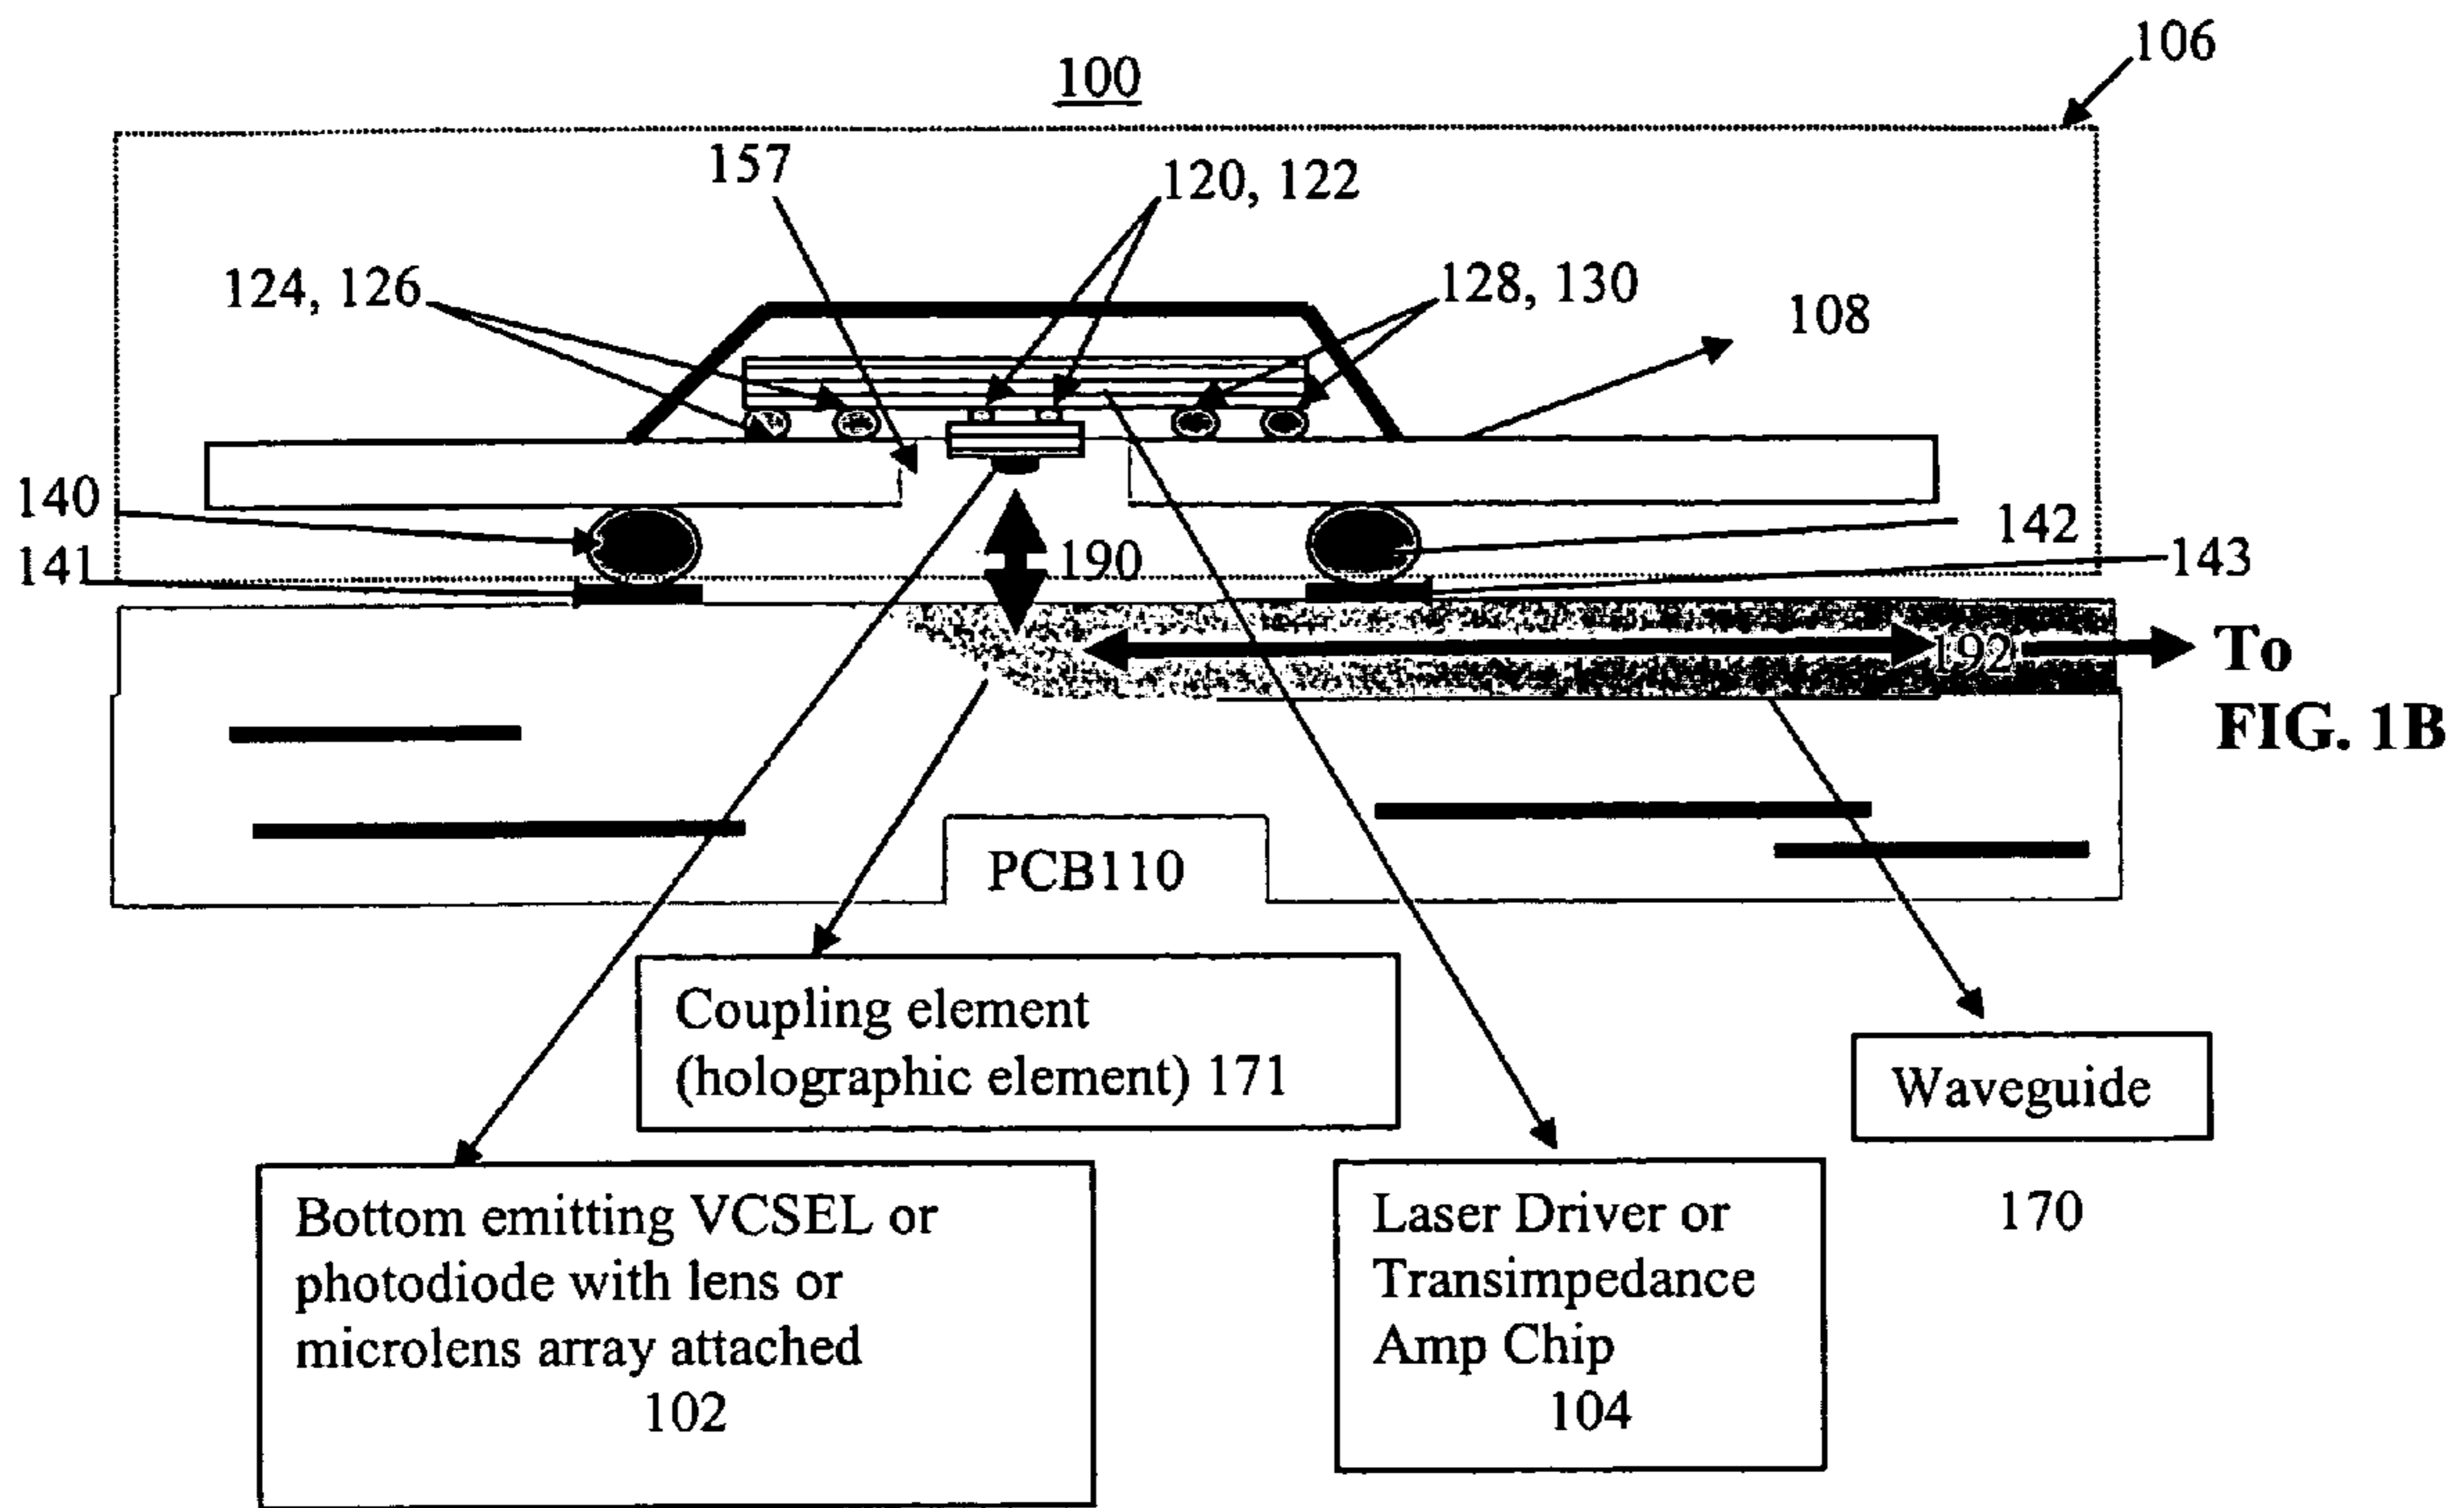 100
106
157
120, 122
124, 126
128, 130
108
140
142
141
190
143
192
To
FIG. 1B
PCB110
Coupling element
(holographic element) 171
Waveguide
170
Bottom emitting VCSEL or
photodiode with lens or
microlens array attached
102
Laser Driver or
Transimpedance
Amp Chip
104